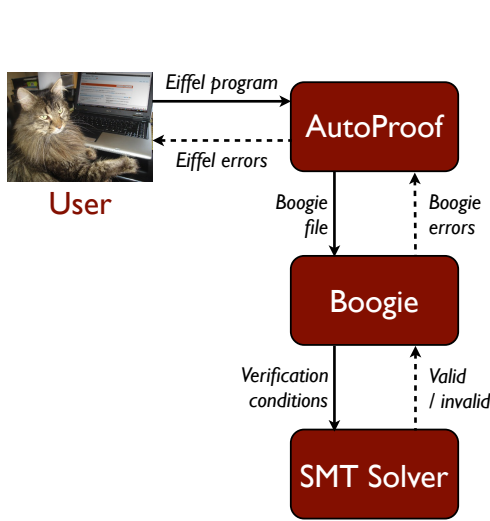 Eiffel program
AutoProof
Eiffel errors
User
Boogie
file
Boogie
errors
Boogie
Verification
conditions
Valid
/ invalid
SMT Solver